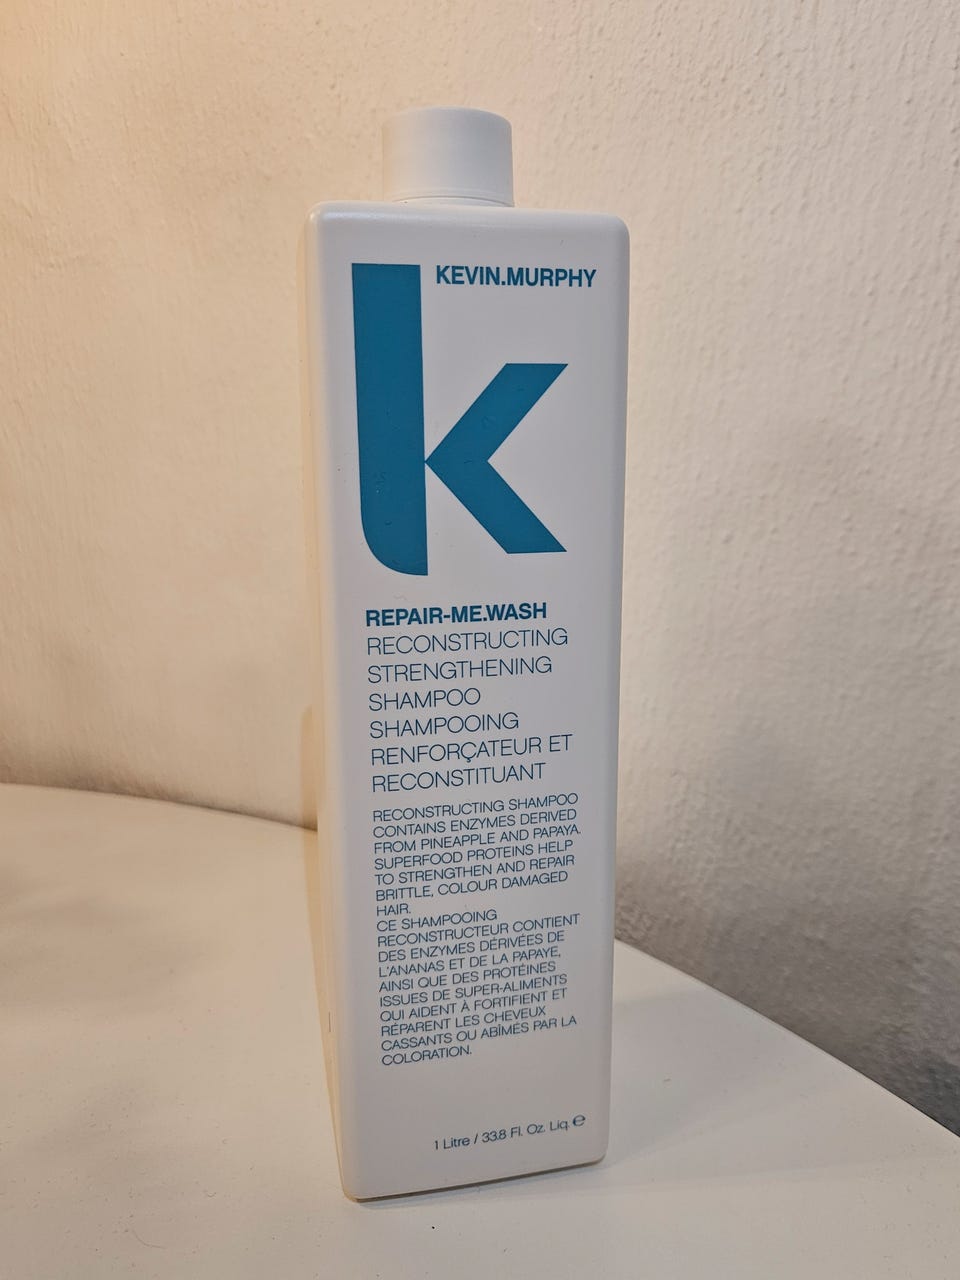 KEVIN.MURPHY
k
REPAIR-ME.WASH
RECONSTRUCTING
STRENGTHENING
SHAMPOO
SHAMPOOING
RENFORÇATEUR ET
RECONSTITUANT
RECONSTRUCTING SHAMPOO
CONTAINS ENZYMES DERIVED
FROM PINEAPPLE AND PAPAYA.
SUPERFOOD PROTEINS HELP
TO STRENGTHEN AND REPAIR
BRITTLE, COLOUR DAMAGED
HAIR.
CE SHAMPOOING
RECONSTRUCTEUR CONTIENT
DES ENZYMES DÉRIVÉES DE
L'ANANAS ET DE LA PAPAYE,
AINSI QUE DES PROTÉINES
ISSUES DE SUPER-ALIMENTS
QUI AIDENT À FORTIFIENT ET
RÉPARENT LES CHEVEUX
CASSANTS OU ABÎMÉS PAR LA
COLORATION.
1 Litre / 33.8 Fl. Oz. Liq. ℮